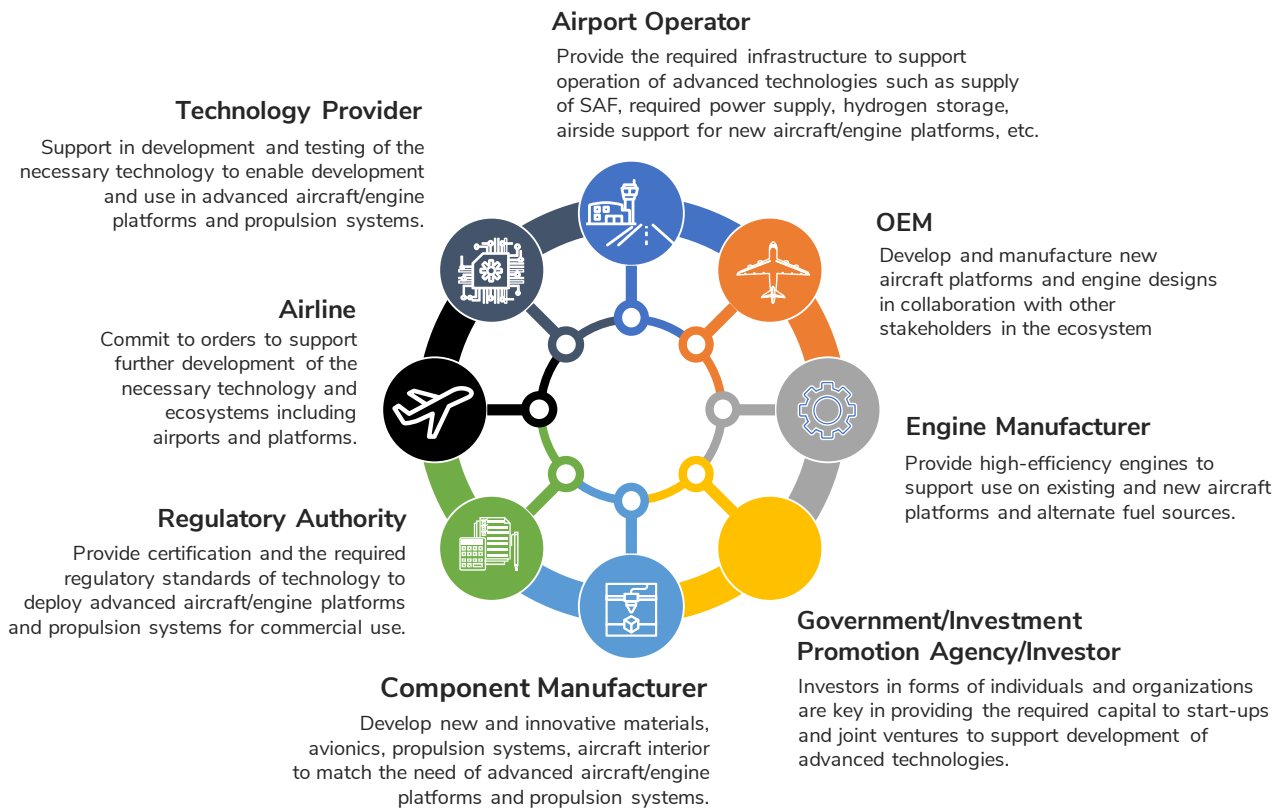 Airport Operator
Provide the required infrastructure to support
operation of advanced technologies such as supply
of SAF, required power supply, hydrogen storage,
airside support for new aircraft/engine platforms, etc.
Technology Provider
Support in development and testing of the
necessary technology to enable development
and use in advanced aircraft/engine
platforms and propulsion systems.
OEM
Develop and manufacture new
aircraft platforms and engine designs
in collaboration with other
stakeholders in the ecosystem
Airline
Commit to orders to support
further development of the
necessary technology and
ecosystems including
airports and platforms.
Engine Manufacturer
Provide high-efficiency engines to
support use on existing and new aircraft
platforms and alternate fuel sources.
Regulatory Authority
Provide certification and the required
regulatory standards of technology to
deploy advanced aircraft/engine platforms
and propulsion systems for commercial use.
Government/Investment
Promotion Agency/Investor
Investors in forms of individuals and organizations
are key in providing the required capital to start-ups
and joint ventures to support development of
advanced technologies.
Component Manufacturer
Develop new and innovative materials,
avionics, propulsion systems, aircraft interior
to match the need of advanced aircraft/engine
platforms and propulsion systems.